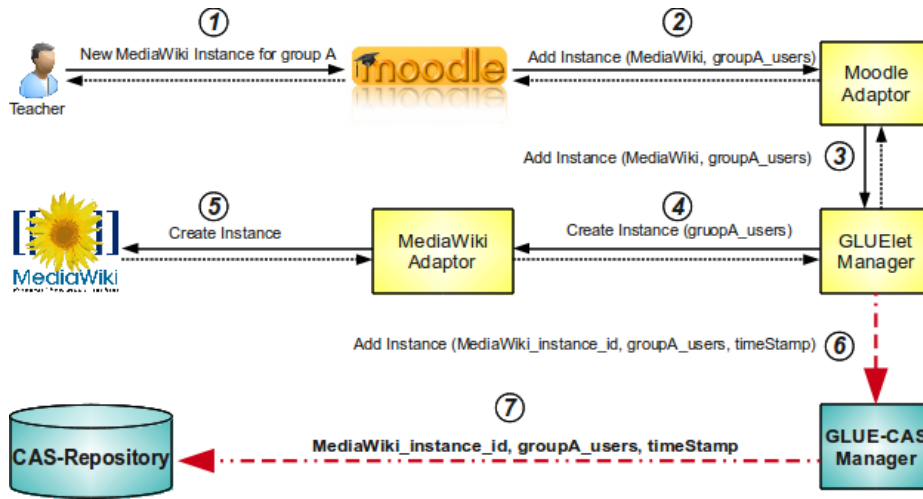 1
2
New MediaWiki Instance for group A
moodle
Add Instance (MediaWiki, groupA_users)
Moodle
Adaptor
Teacher
Add Instance (MediaWiki, groupA_users)
3
5
4
[[ ]]
Create Instance
MediaWiki
Adaptor
Create Instance (gruopA_users)
GLUElet
Manager
MediaWiki
Add Instance (MediaWiki_instance_id, groupA_users, timeStamp)
6
7
CAS-Repository
MediaWiki_instance_id, groupA_users, timeStamp
GLUE-CAS
Manager